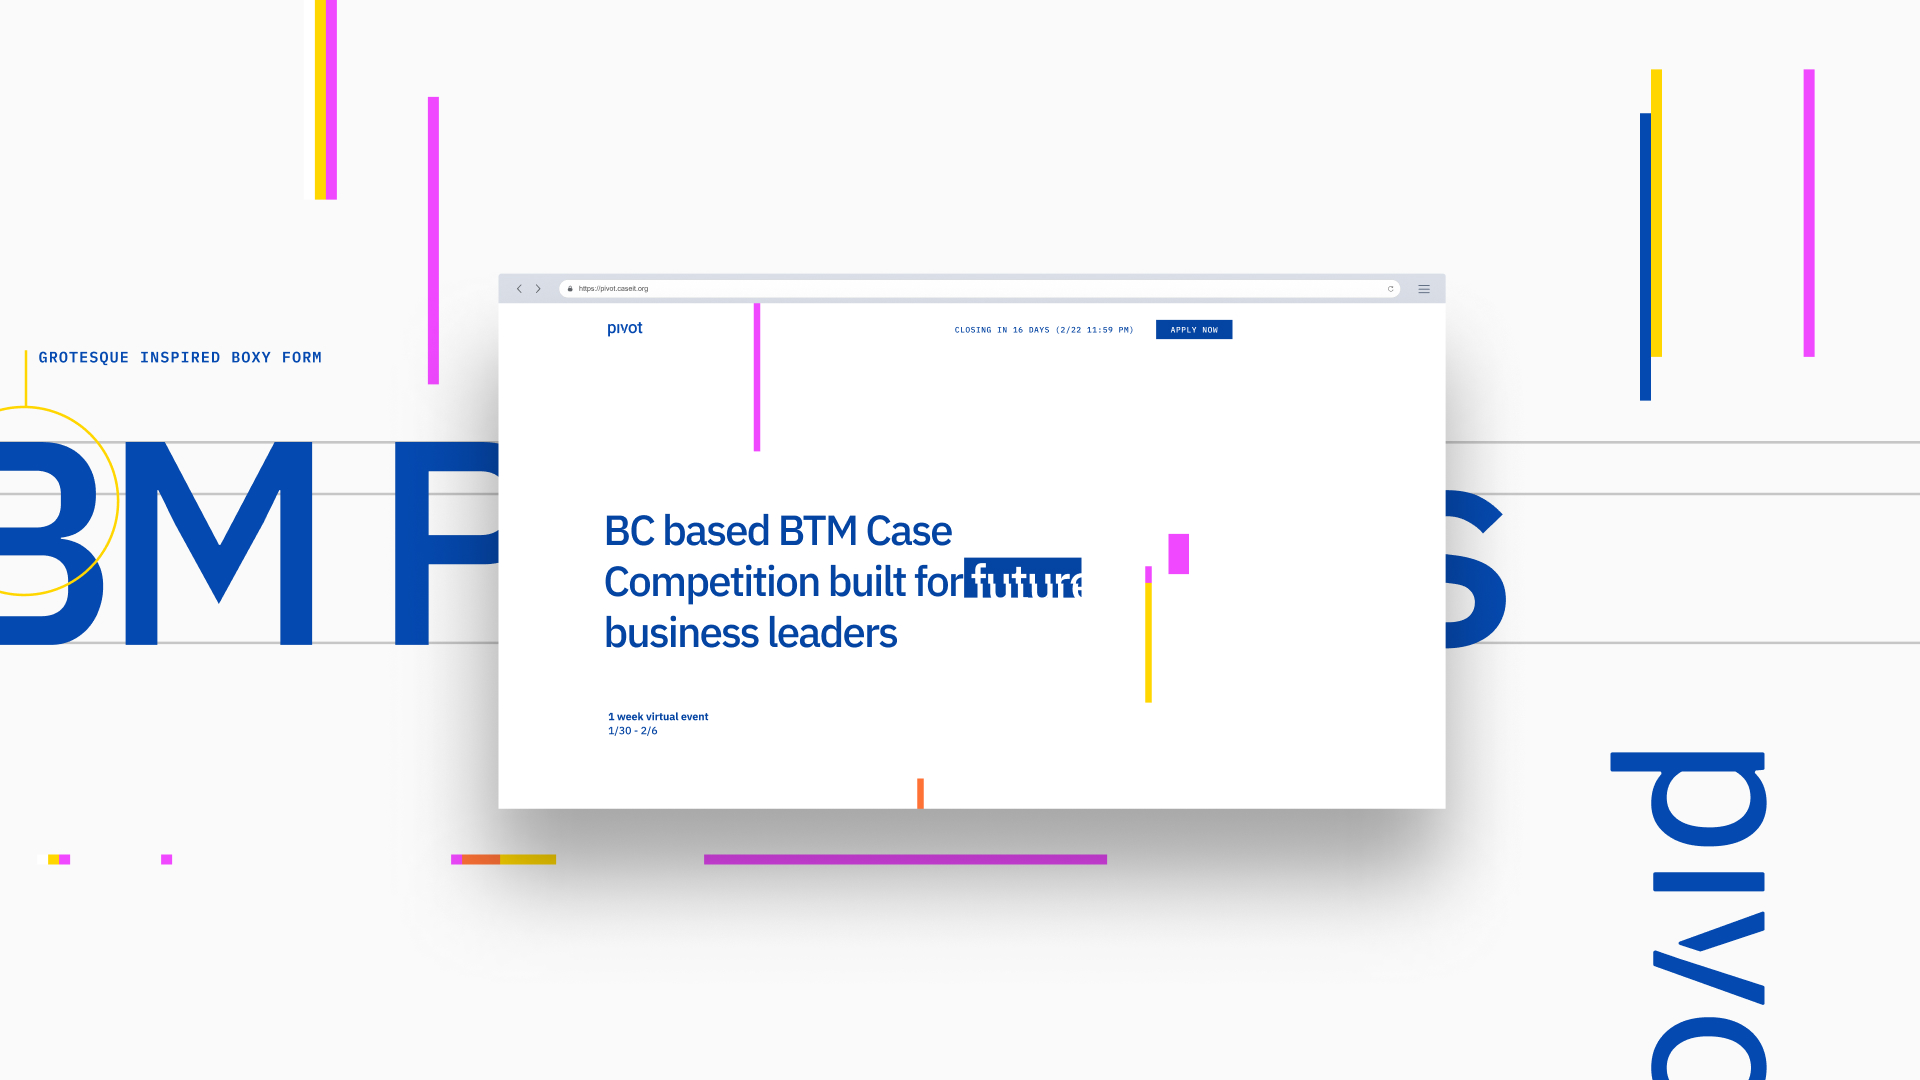 GROTESQUE INSPIRED BOXY FORM
BM P
s
https://pivot.caseit.org
pivot
CLOSING IN 16 DAYS (2/22 11:59 PM)
APPLY NOW
BC based BTM Case
Competition built for future
business leaders
1 week virtual event
1/30 - 2/6
pivo